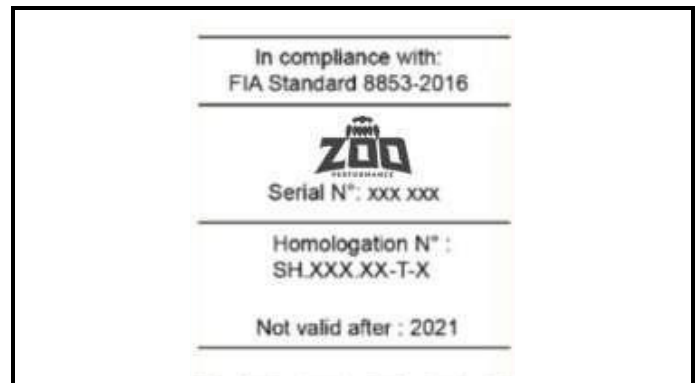 In compliance with:
FIA Standard 8853-2016
ZOO
PERFORMANCE
Serial N°: xxx xxx
Homologation N° :
SH.XXX.XX-T-X
Not valid after : 2021